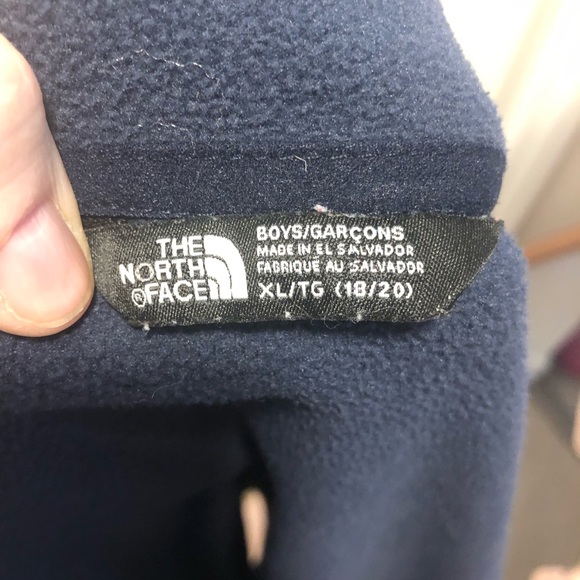 THE
NORTH
®FACE
BOYS/GARÇONS
MADE IN EL SALVADOR
FABRIQUÉ AU SALVADOR
XL/TG (18/20)